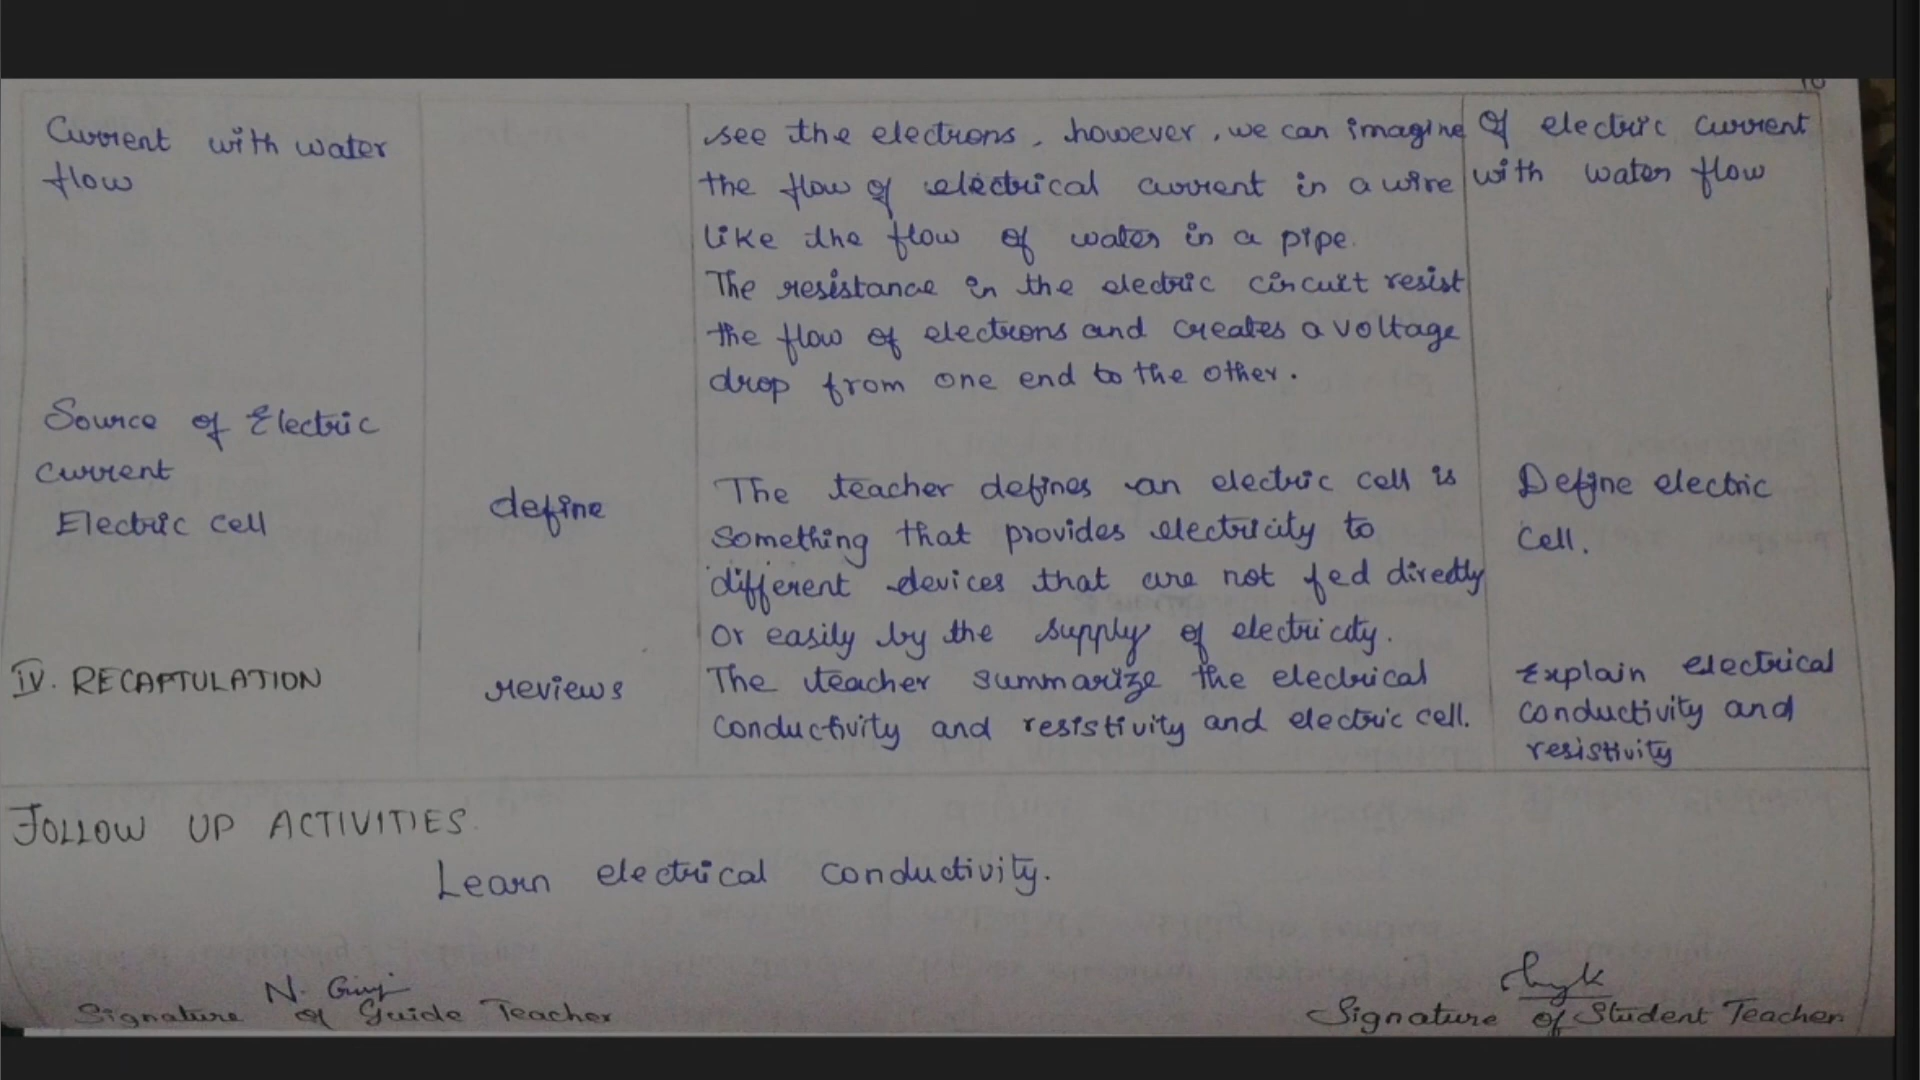 10
Current with water
flow
see the electrons, however, we can imagine
the flow of electrical current in a wire
like the flow of water in a pipe.
The resistance in the electric circuit resist
the flow of electrons and creates a voltage
drop from one end to the other.
Of electric current
with water flow
Source of Electric
current
Electric cell
define
The teacher defines an electric cell is
something that provides electricity to
different devices that are not fed directly
or easily by the supply of electricity.
Define electric
Cell.
IV. RECAPTULATION
reviews
The teacher summarize the electrical
conductivity and resistivity and electric cell.
Explain electrical
conductivity and
resistivity
FOLLOW UP ACTIVITIES.
Learn electrical conductivity.
N.
Signature of Guide Teacher
Signature of Student Teacher